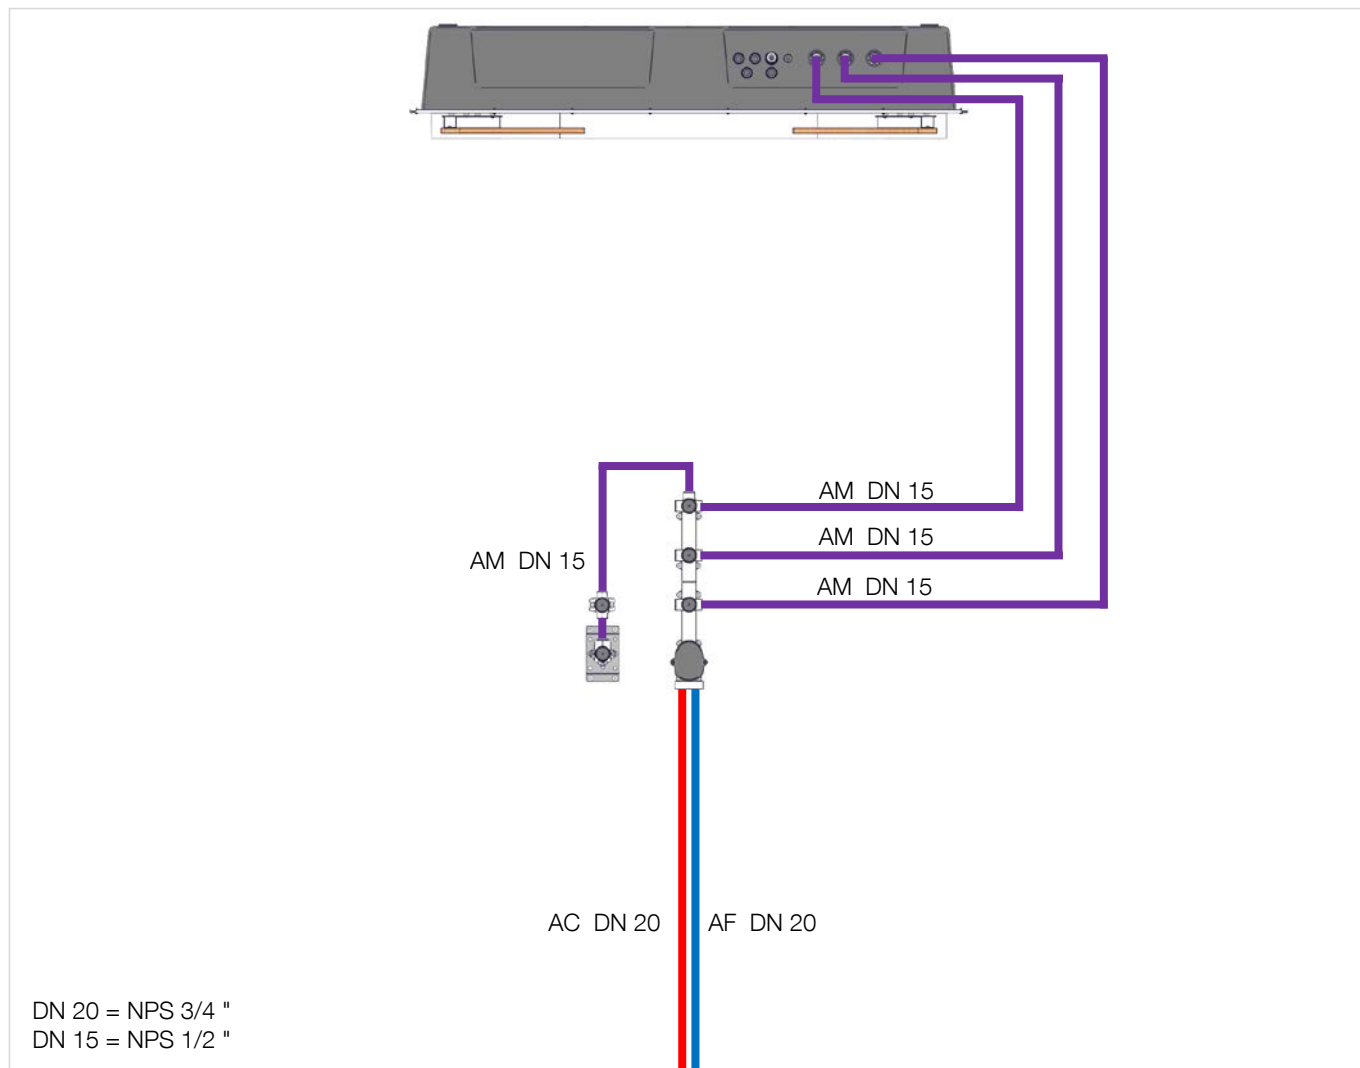 AM DN 15
AM DN 15
AM DN 15
AM DN 15
AC DN 20
AF DN 20
DN 20 = NPS 3/4 "
DN 15 = NPS 1/2 "